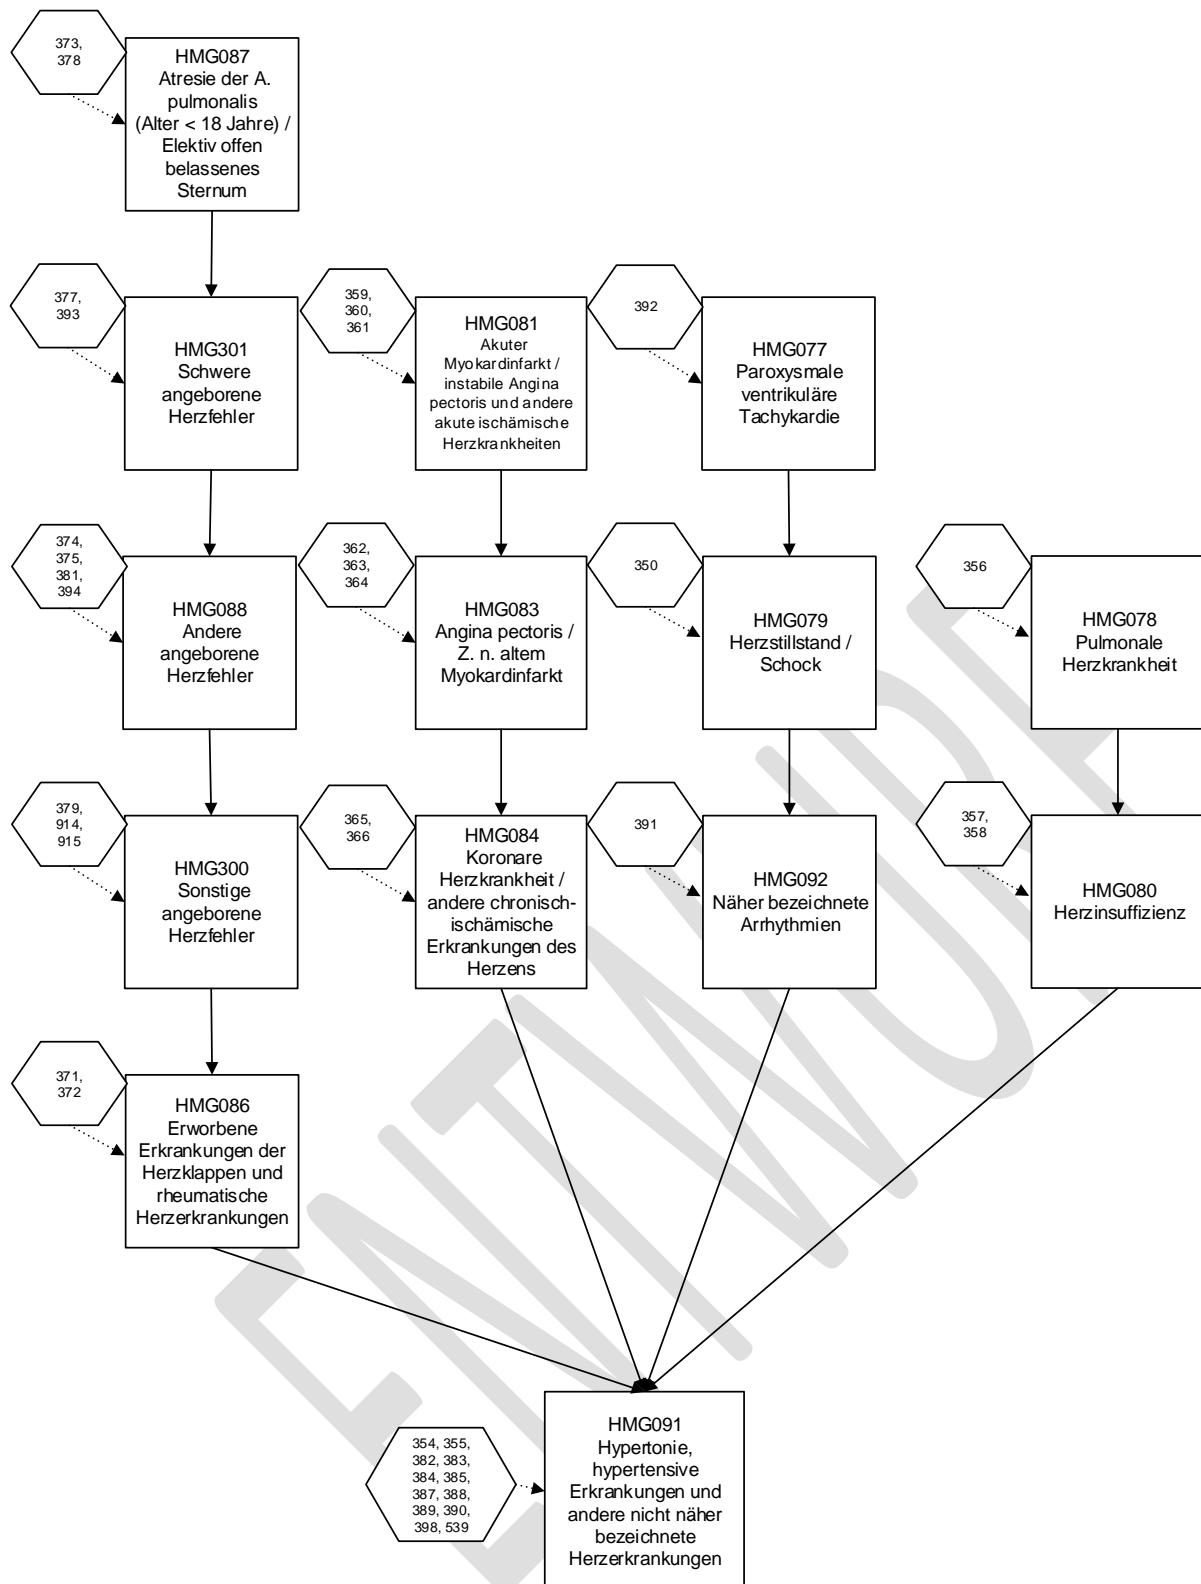 373,
378
HMG087
Atresie der A.
pulmonalis
(Alter < 18 Jahre) /
Elektiv offen
belassenes
Sternum
377,
393
HMG301
Schwere
angeborene
Herzfehler
359,
360,
361
HMG081
Akuter
Myokardinfarkt /
instabile Angina
pectoris und andere
akute ischämische
Herzkrankheiten
392
HMG077
Paroxysmale
ventrikuläre
Tachykardie
374,
375,
381,
394
HMG088
Andere
angeborene
Herzfehler
362,
363,
364
HMG083
Angina pectoris /
Z. n. altem
Myokardinfarkt
350
HMG079
Herzstillstand /
Schock
356
HMG078
Pulmonale
Herzkrankheit
379,
914,
915
HMG300
Sonstige
angeborene
Herzfehler
365,
366
HMG084
Koronare
Herzkrankheit /
andere chronisch-
ischämische
Erkrankungen des
Herzens
391
HMG092
Näher bezeichnete
Arrhythmien
357,
358
HMG080
Herzinsuffizienz
371,
372
HMG086
Erworbene
Erkrankungen der
Herzklappen und
rheumatische
Herzerkrankungen
354, 355,
382, 383,
384, 385,
387, 388,
389, 390,
398, 539
HMG091
Hypertonie,
hypertensive
Erkrankungen und
andere nicht näher
bezeichnete
Herzerkrankungen
ENTWURF